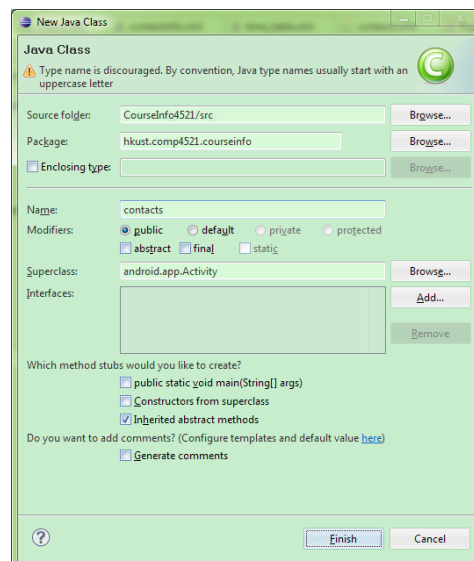 New Java Class
Java Class
Type name is discouraged. By convention, Java type names usually start with an
uppercase letter
Source folder: CourseInfo4521/src Browse...
Package: hkust.comp4521.courseinfo Browse...
Enclosing type: Browse...
Name: contacts
Modifiers: public default private protected
abstract final static
Superclass: android.app.Activity Browse...
Interfaces: Add...
Remove
Which method stubs would you like to create?
public static void main(String[] args)
Constructors from superclass
Inherited abstract methods
Do you want to add comments? (Configure templates and default value here)
Generate comments
Finish Cancel